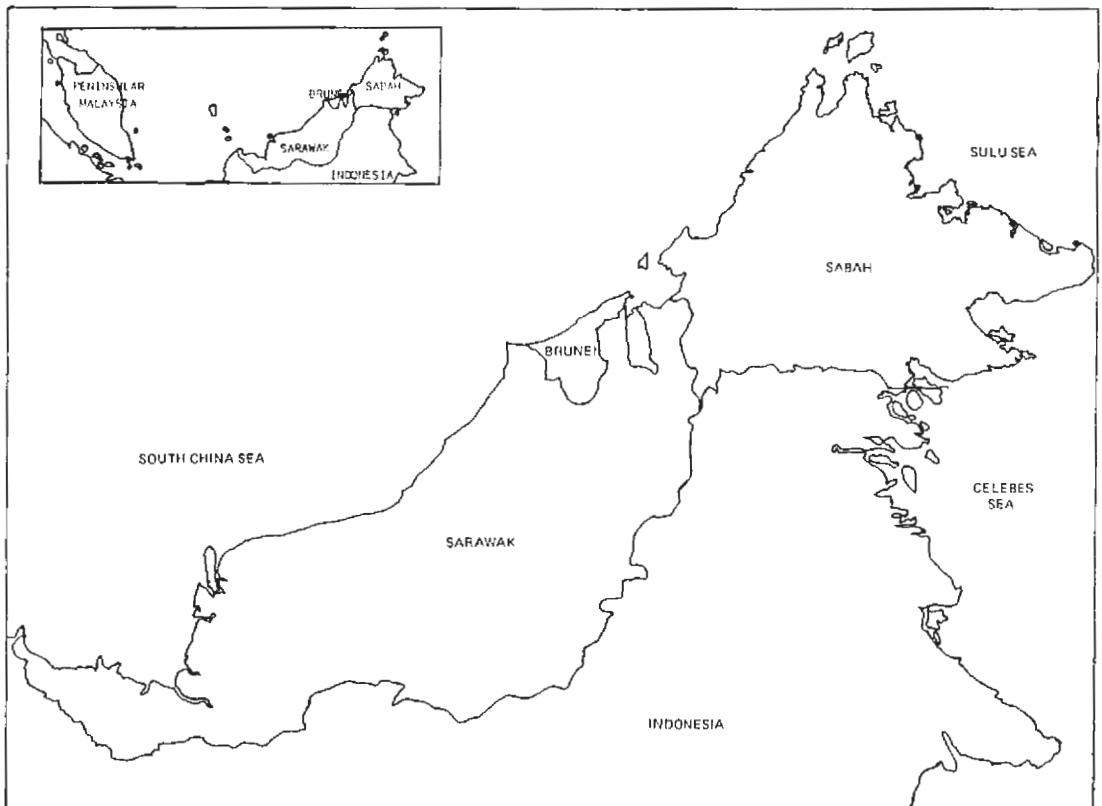 PENINSULAR
MALAYSIA
BRUNEI
SABAH
SARAWAK
INDONESIA
SULU SEA
SABAH
BRUNEI
SOUTH CHINA SEA
CELEBES
SEA
SARAWAK
INDONESIA